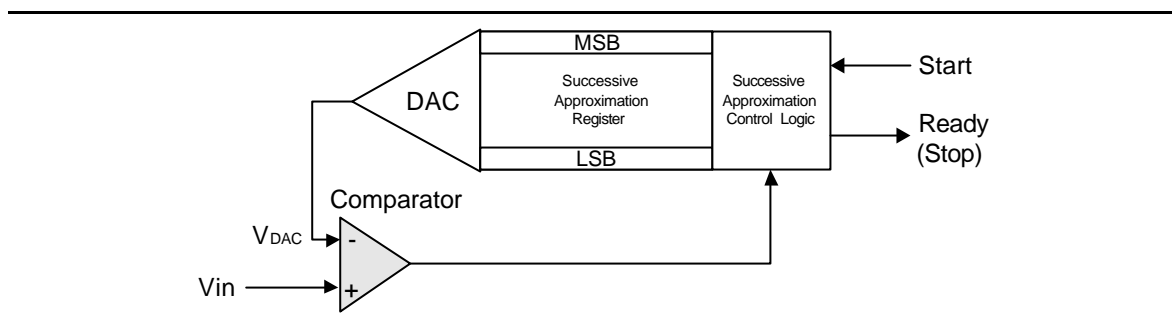 MSB
DAC
Successive
Approximation
Register
Successive
Approximation
Control Logic
LSB
Start
Ready
(Stop)
Comparator
VDAC
-
Vin
+